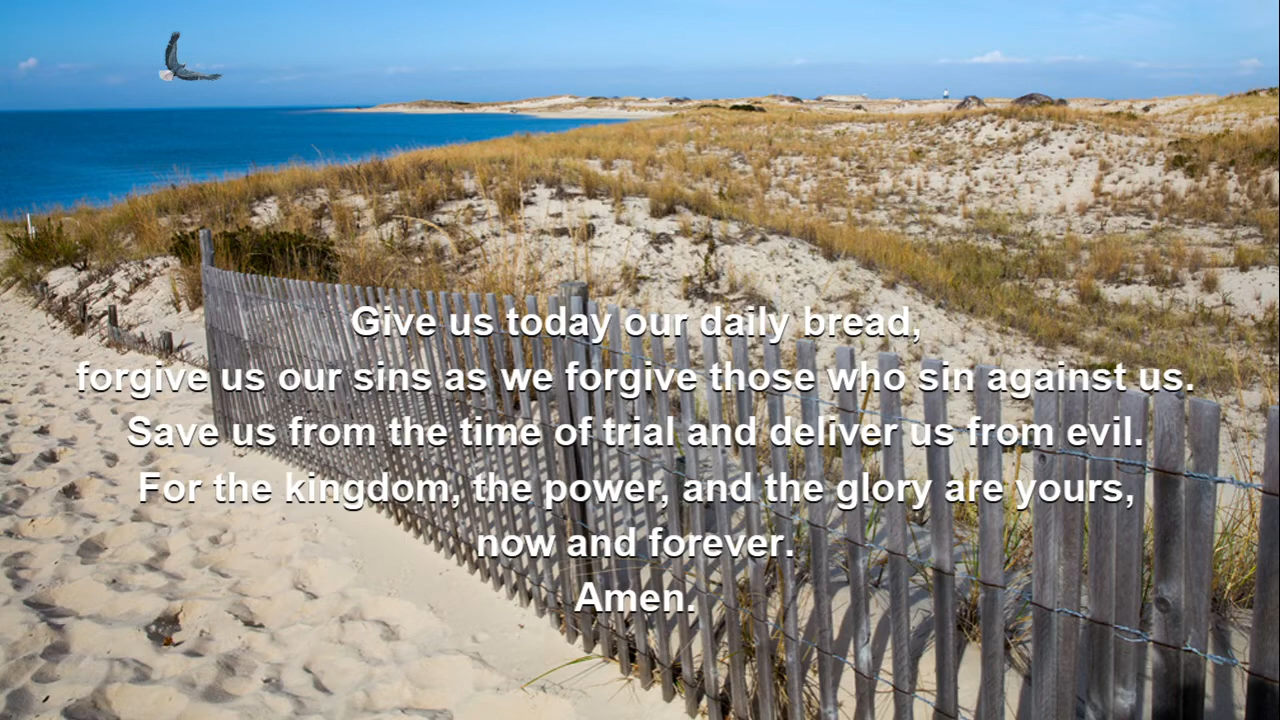 Give us today our daily bread,
forgive us our sins as we forgive those who sin against us.
Save us from the time of trial and deliver us from evil.
For the kingdom, the power, and the glory are yours,
now and forever.
Amen.